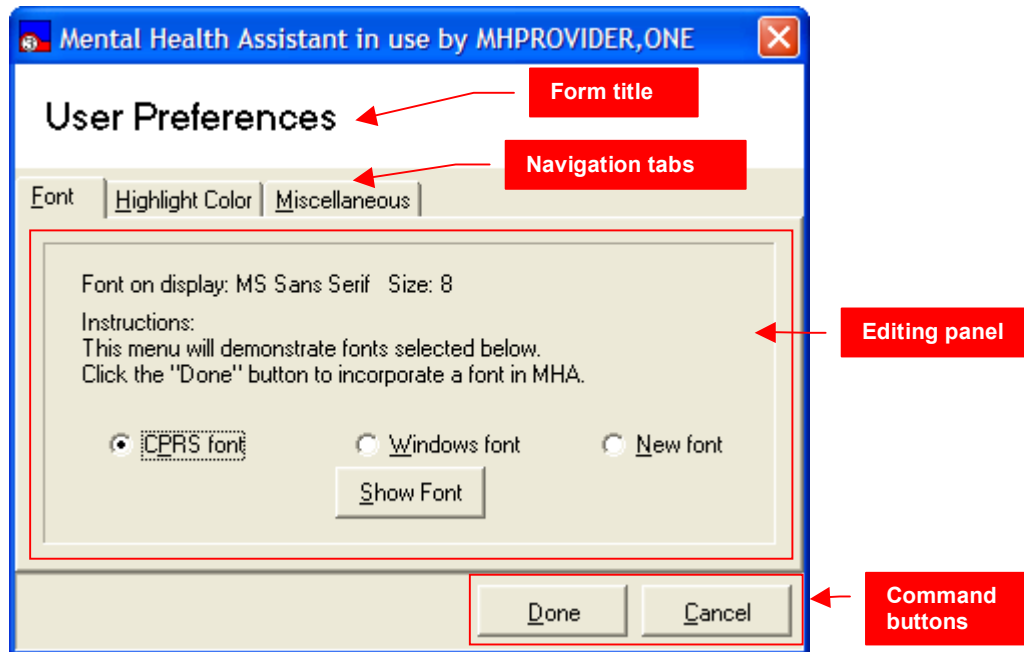 Mental Health Assistant in use by MHPROVIDER,ONE
User Preferences
Form title
Navigation tabs
Font
Highlight Color
Miscellaneous
Font on display: MS Sans Serif Size: 8
Instructions:
This menu will demonstrate fonts selected below.
Click the "Done" button to incorporate a font in MHA.
Editing panel
CPRS font
Windows font
New font
Show Font
Done
Cancel
Command
buttons